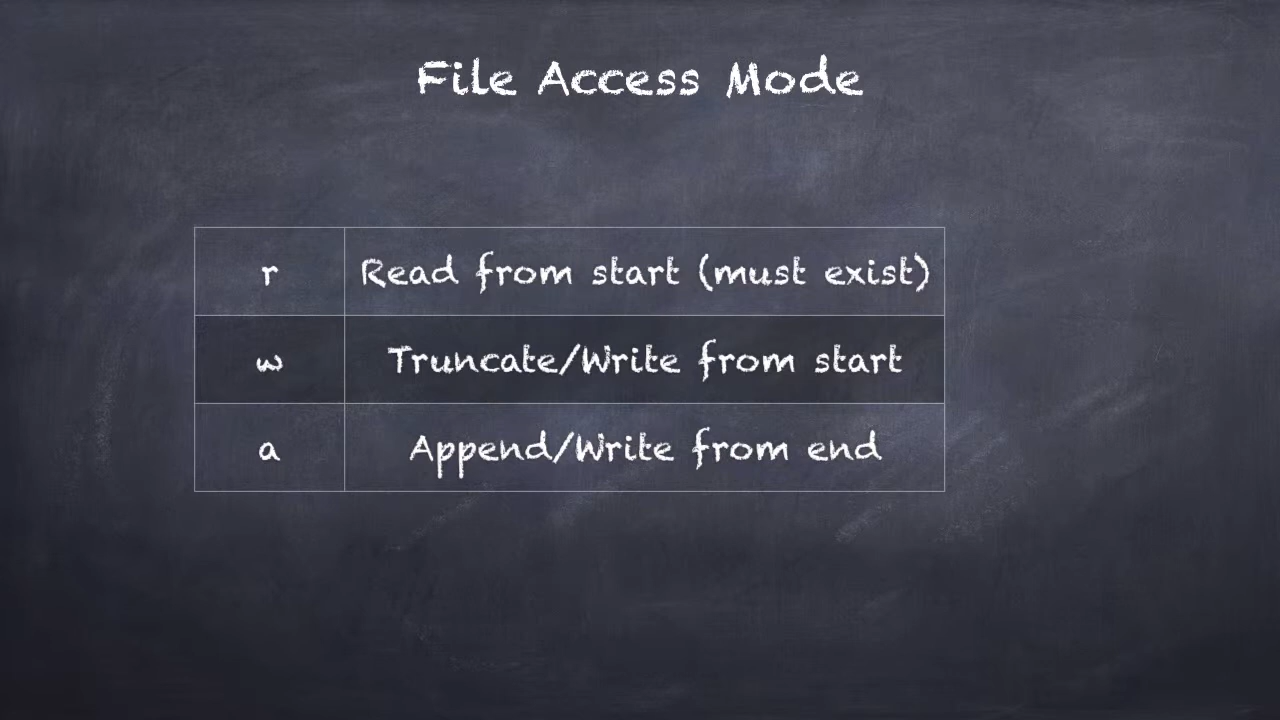 File Access Mode
r Read from start (must exist)
w Truncate/Write from start
a Append/Write from end